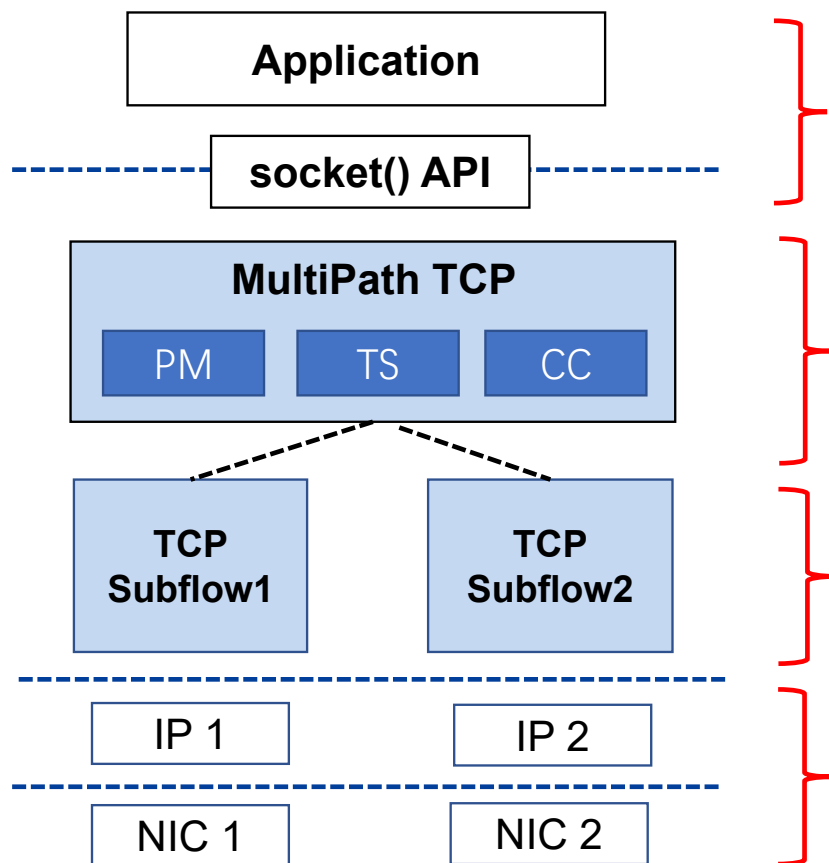 Application
socket() API
MultiPath TCP
PM
TS
CC
TCP
Subflow1
TCP
Subflow2
IP 1
IP 2
NIC 1
NIC 2